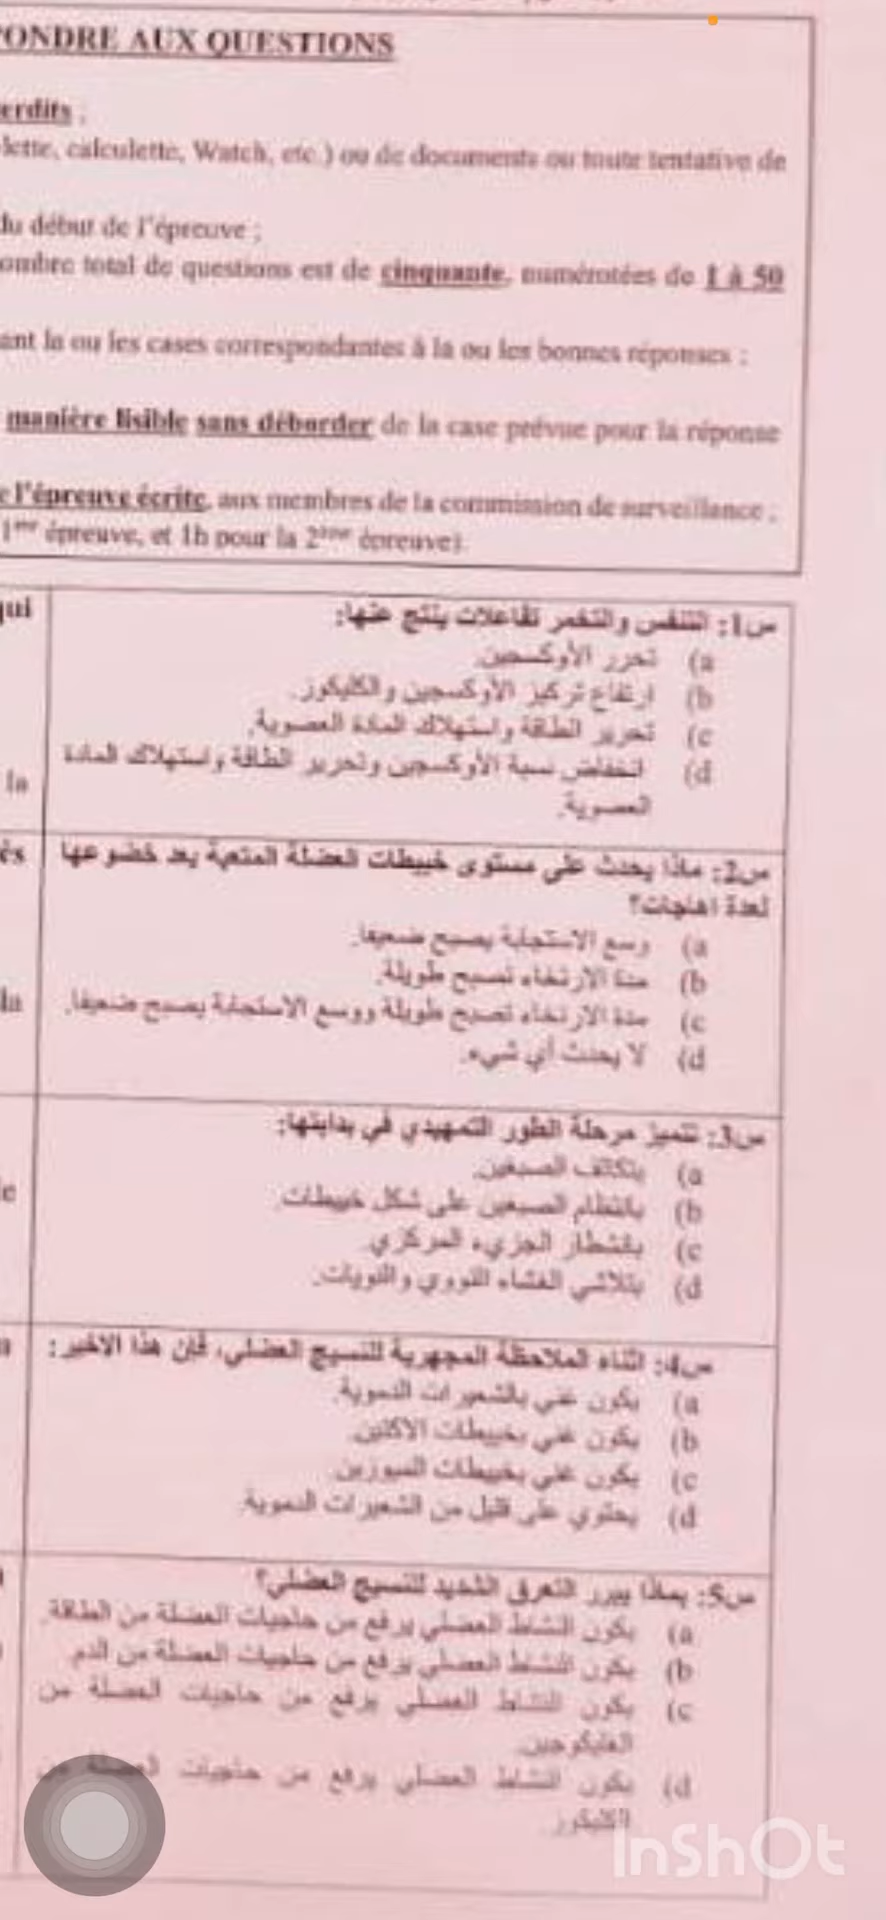 ONDRE AUX QUESTIONS
erdits ;
lette, calculette, Watch, etc.) ou de documents ou toute tentative de
du début de l'épreuve ;
ombre total de questions est de cinquante, numérotées de 1 à 50
ant la ou les cases correspondantes à la ou les bonnes réponses ;
manière lisible sans déborder de la case prévue pour la réponse
e l'épreuve écrite, aux membres de la commission de surveillance ;
épreuve, et 1h pour la 2ème épreuve).
qui
la
és
la
س1: التنفس والتخمر تفاعلات ينتج عنها:
a) تحرر الأوكسجين.
b) ارتفاع تركيز الأوكسجين والكليكوز.
c) تحرير الطاقة واستهلاك المادة العضوية.
d) انخفاض نسبة الأوكسجين وتحرير الطاقة واستهلاك المادة
العضوية.
س2: ماذا يحدث على مستوى خييطات العضلة المتعبة بعد خضوعها
لعدة اهاجات؟
a) وسع الاستجابة يصبح ضعيفا.
b) مدة الارتخاء تصبح طويلة.
c) مدة الارتخاء تصبح طويلة ووسع الاستجابة يصبح ضعيفا.
d) لا يحدث أي شيء.
س3: تتميز مرحلة الطور التمهيدي في بدايتها:
a) بتكاثف الصبغين.
b) بانتظام الصبغين على شكل خييطات.
c) بانشطار الجزيء المركزي.
d) بتلاشي الغشاء النووي والنويات.
س4: اثناء الملاحظة المجهرية للنسيج العضلي، فإن هذا الاخير:
a) يكون غني بالشعيرات الدموية.
b) يكون غني بخييطات الاكتين.
c) يكون غني بخييطات الميوزين.
d) يحتوي على قليل من الشعيرات الدموية.
س5: بماذا يبرر التعرق الشديد للنسيج العضلي؟
a) يكون النشاط العضلي يرفع من حاجيات العضلة من الطاقة.
b) يكون النشاط العضلي يرفع من حاجيات العضلة من الدم.
c) يكون النشاط العضلي يرفع من حاجيات العضلة من
الغليكوجين.
d) يكون النشاط العضلي يرفع من حاجيات العضلة من
الكليكوز.
InShOt